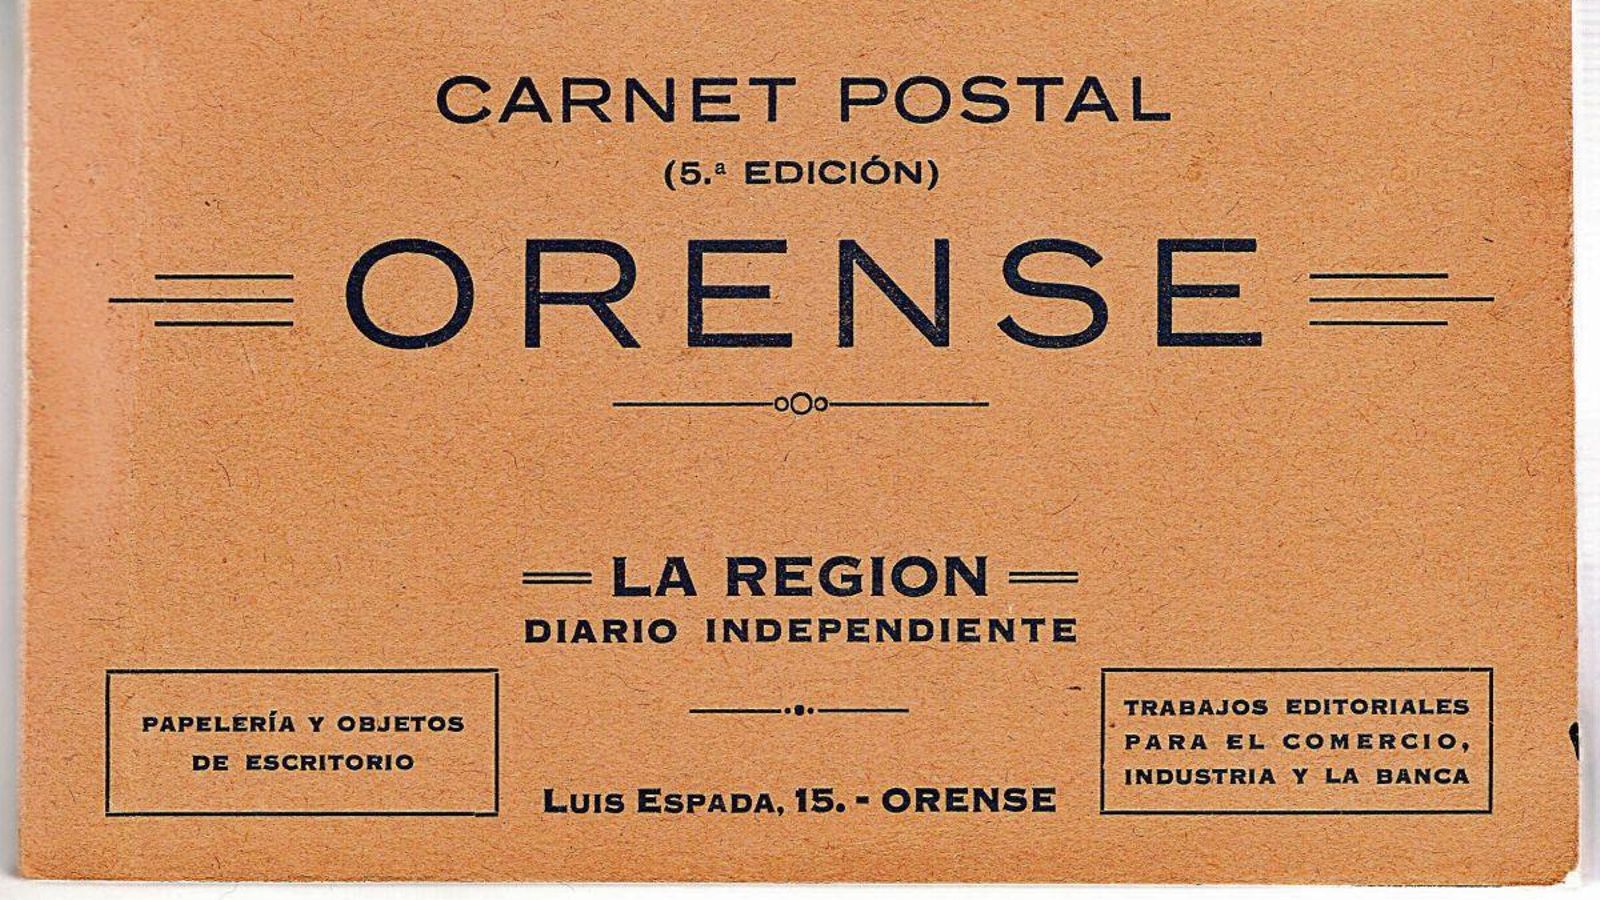 CARNET POSTAL
(5.ª EDICIÓN)
ORENSE
LA REGION
DIARIO INDEPENDIENTE
PAPELERÍA Y OBJETOS
DE ESCRITORIO
LUIS ESPADA, 15. - ORENSE
TRABAJOS EDITORIALES
PARA EL COMERCIO,
INDUSTRIA Y LA BANCA